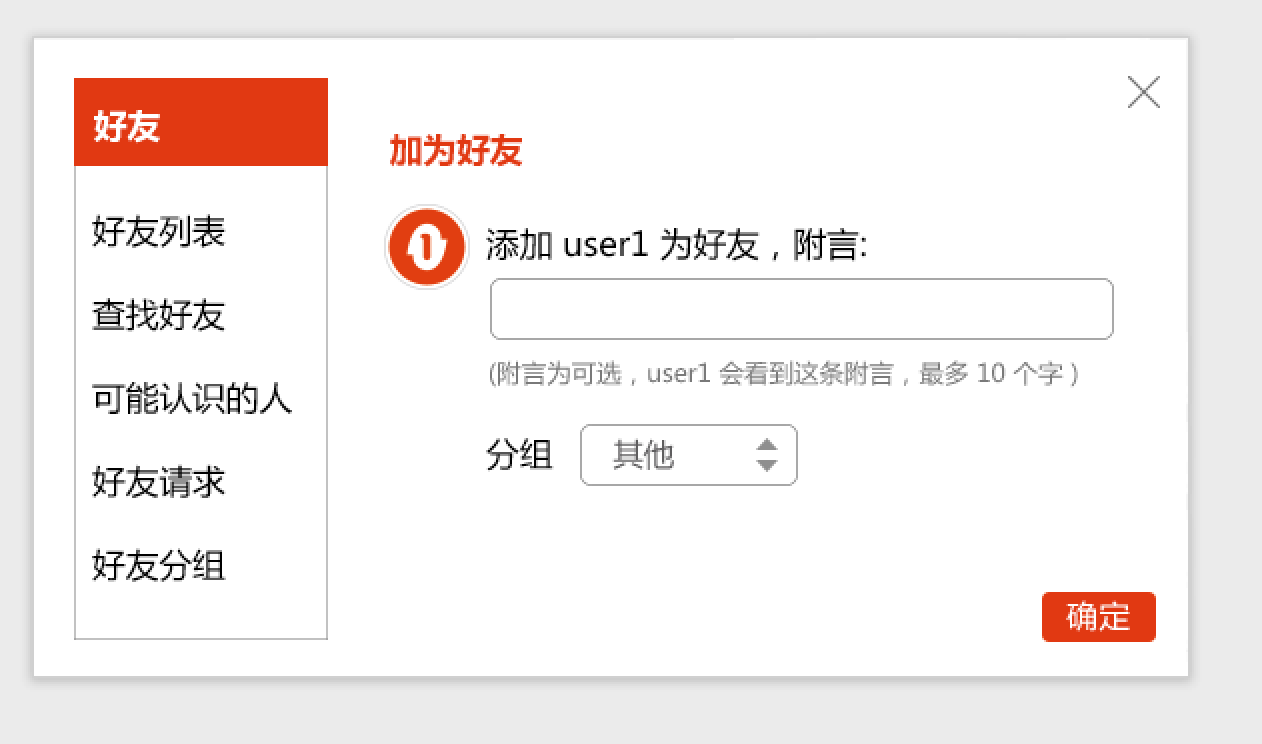 好友
好友列表
查找好友
可能认识的人
好友请求
好友分组
加为好友
添加 user1 为好友，附言:
(附言为可选，user1 会看到这条附言，最多 10 个字）
分组 其他
确定